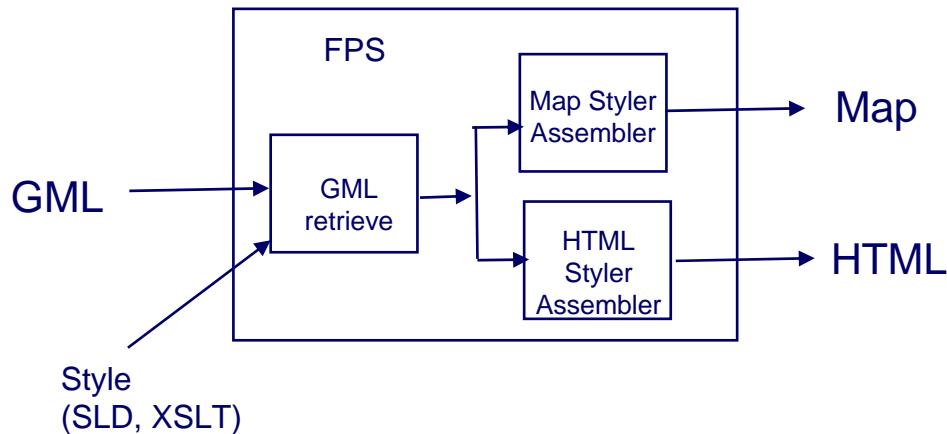 FPS
Map Styler
Assembler
Map
GML
GML
retrieve
HTML
Styler
Assembler
HTML
Style
(SLD, XSLT)